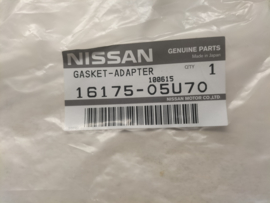 NISSAN GENUINE PARTS
Made in Japan
GASKET-ADAPTER QTY 1
100615
16175-05U70
NISSAN MOTOR CO.,LTD